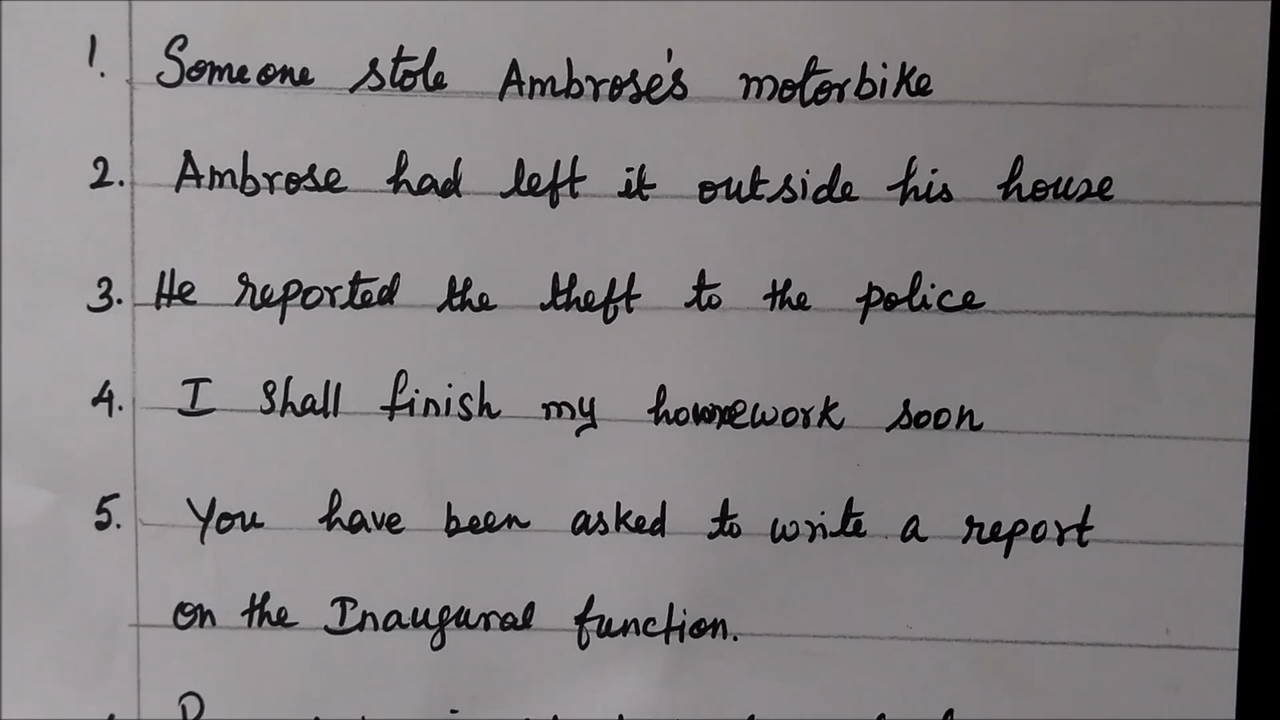 1. Someone stole Ambrose's motorbike
2. Ambrose had left it outside his house
3. He reported the theft to the police
4. I shall finish my homework soon
5. You have been asked to write a report
on the Inaugural function.